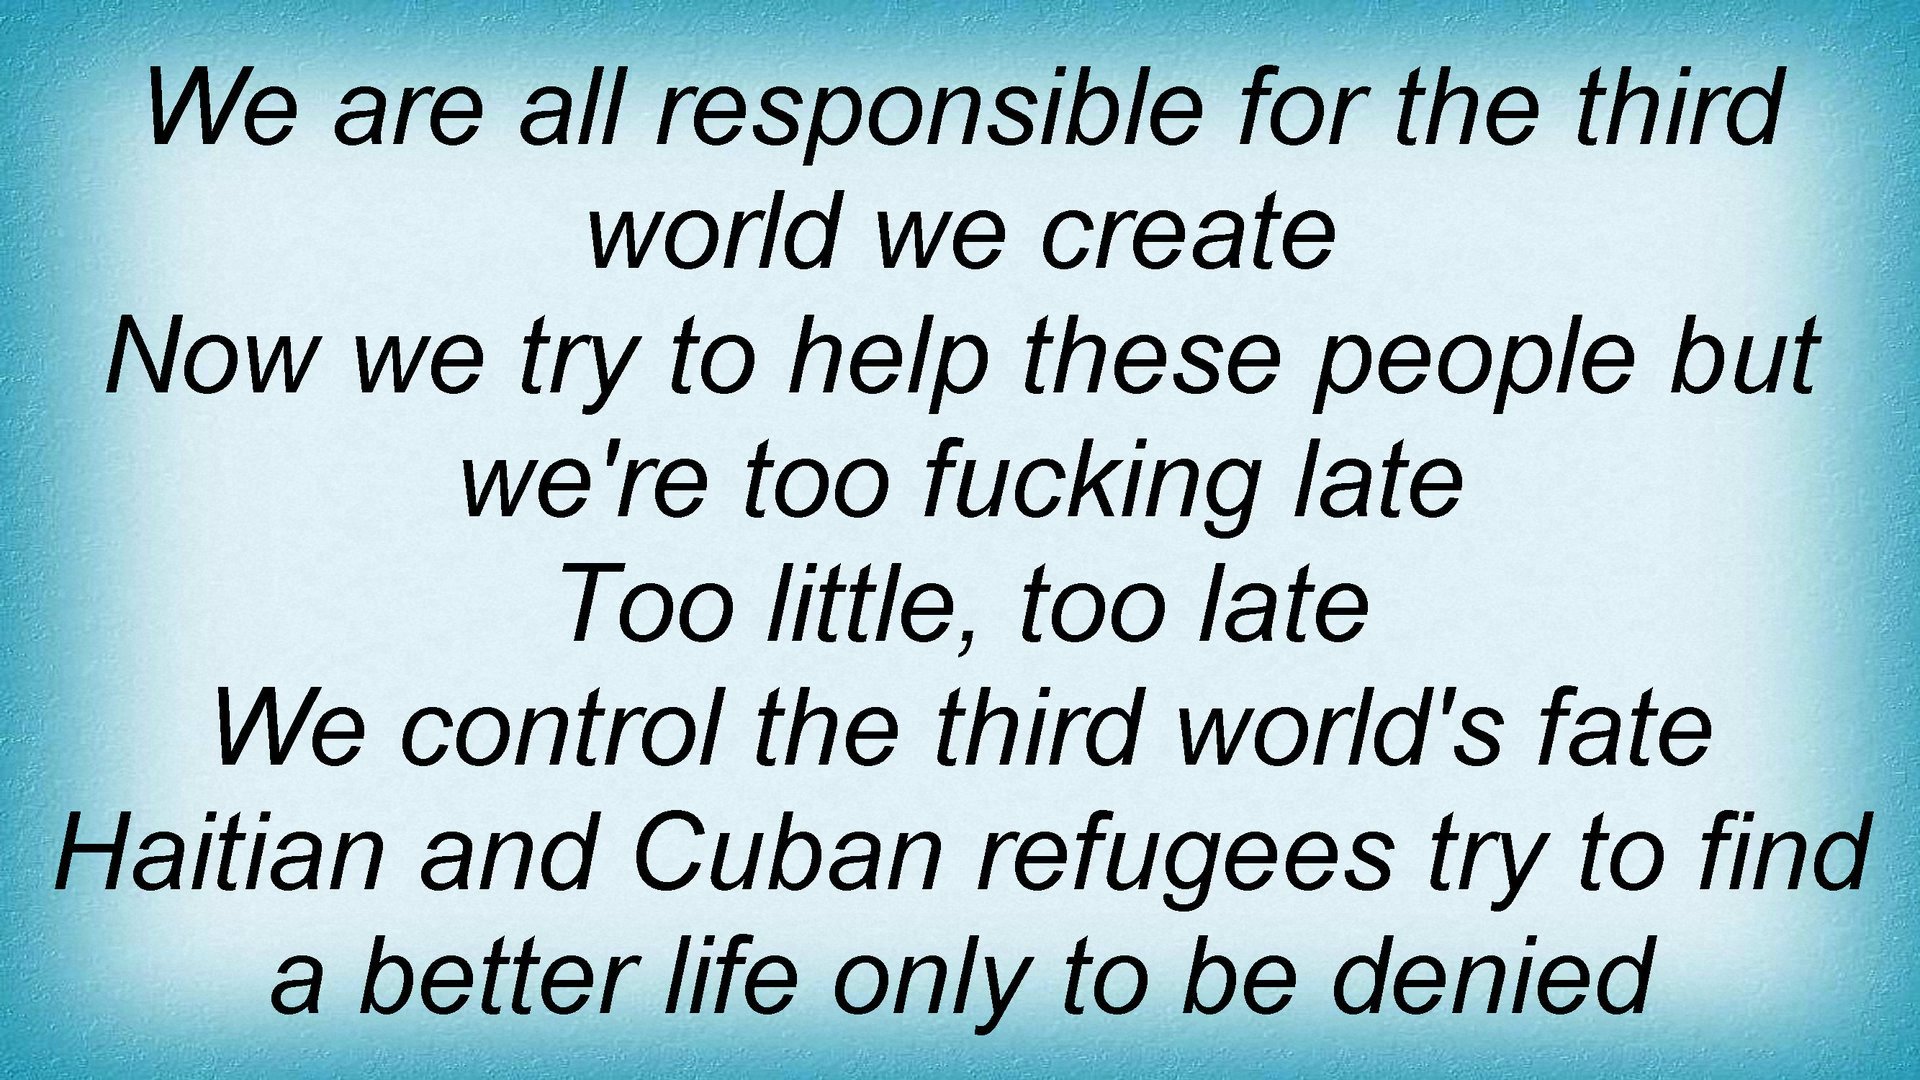 We are all responsible for the third
world we create
Now we try to help these people but
we're too fucking late
Too little, too late
We control the third world's fate
Haitian and Cuban refugees try to find
a better life only to be denied